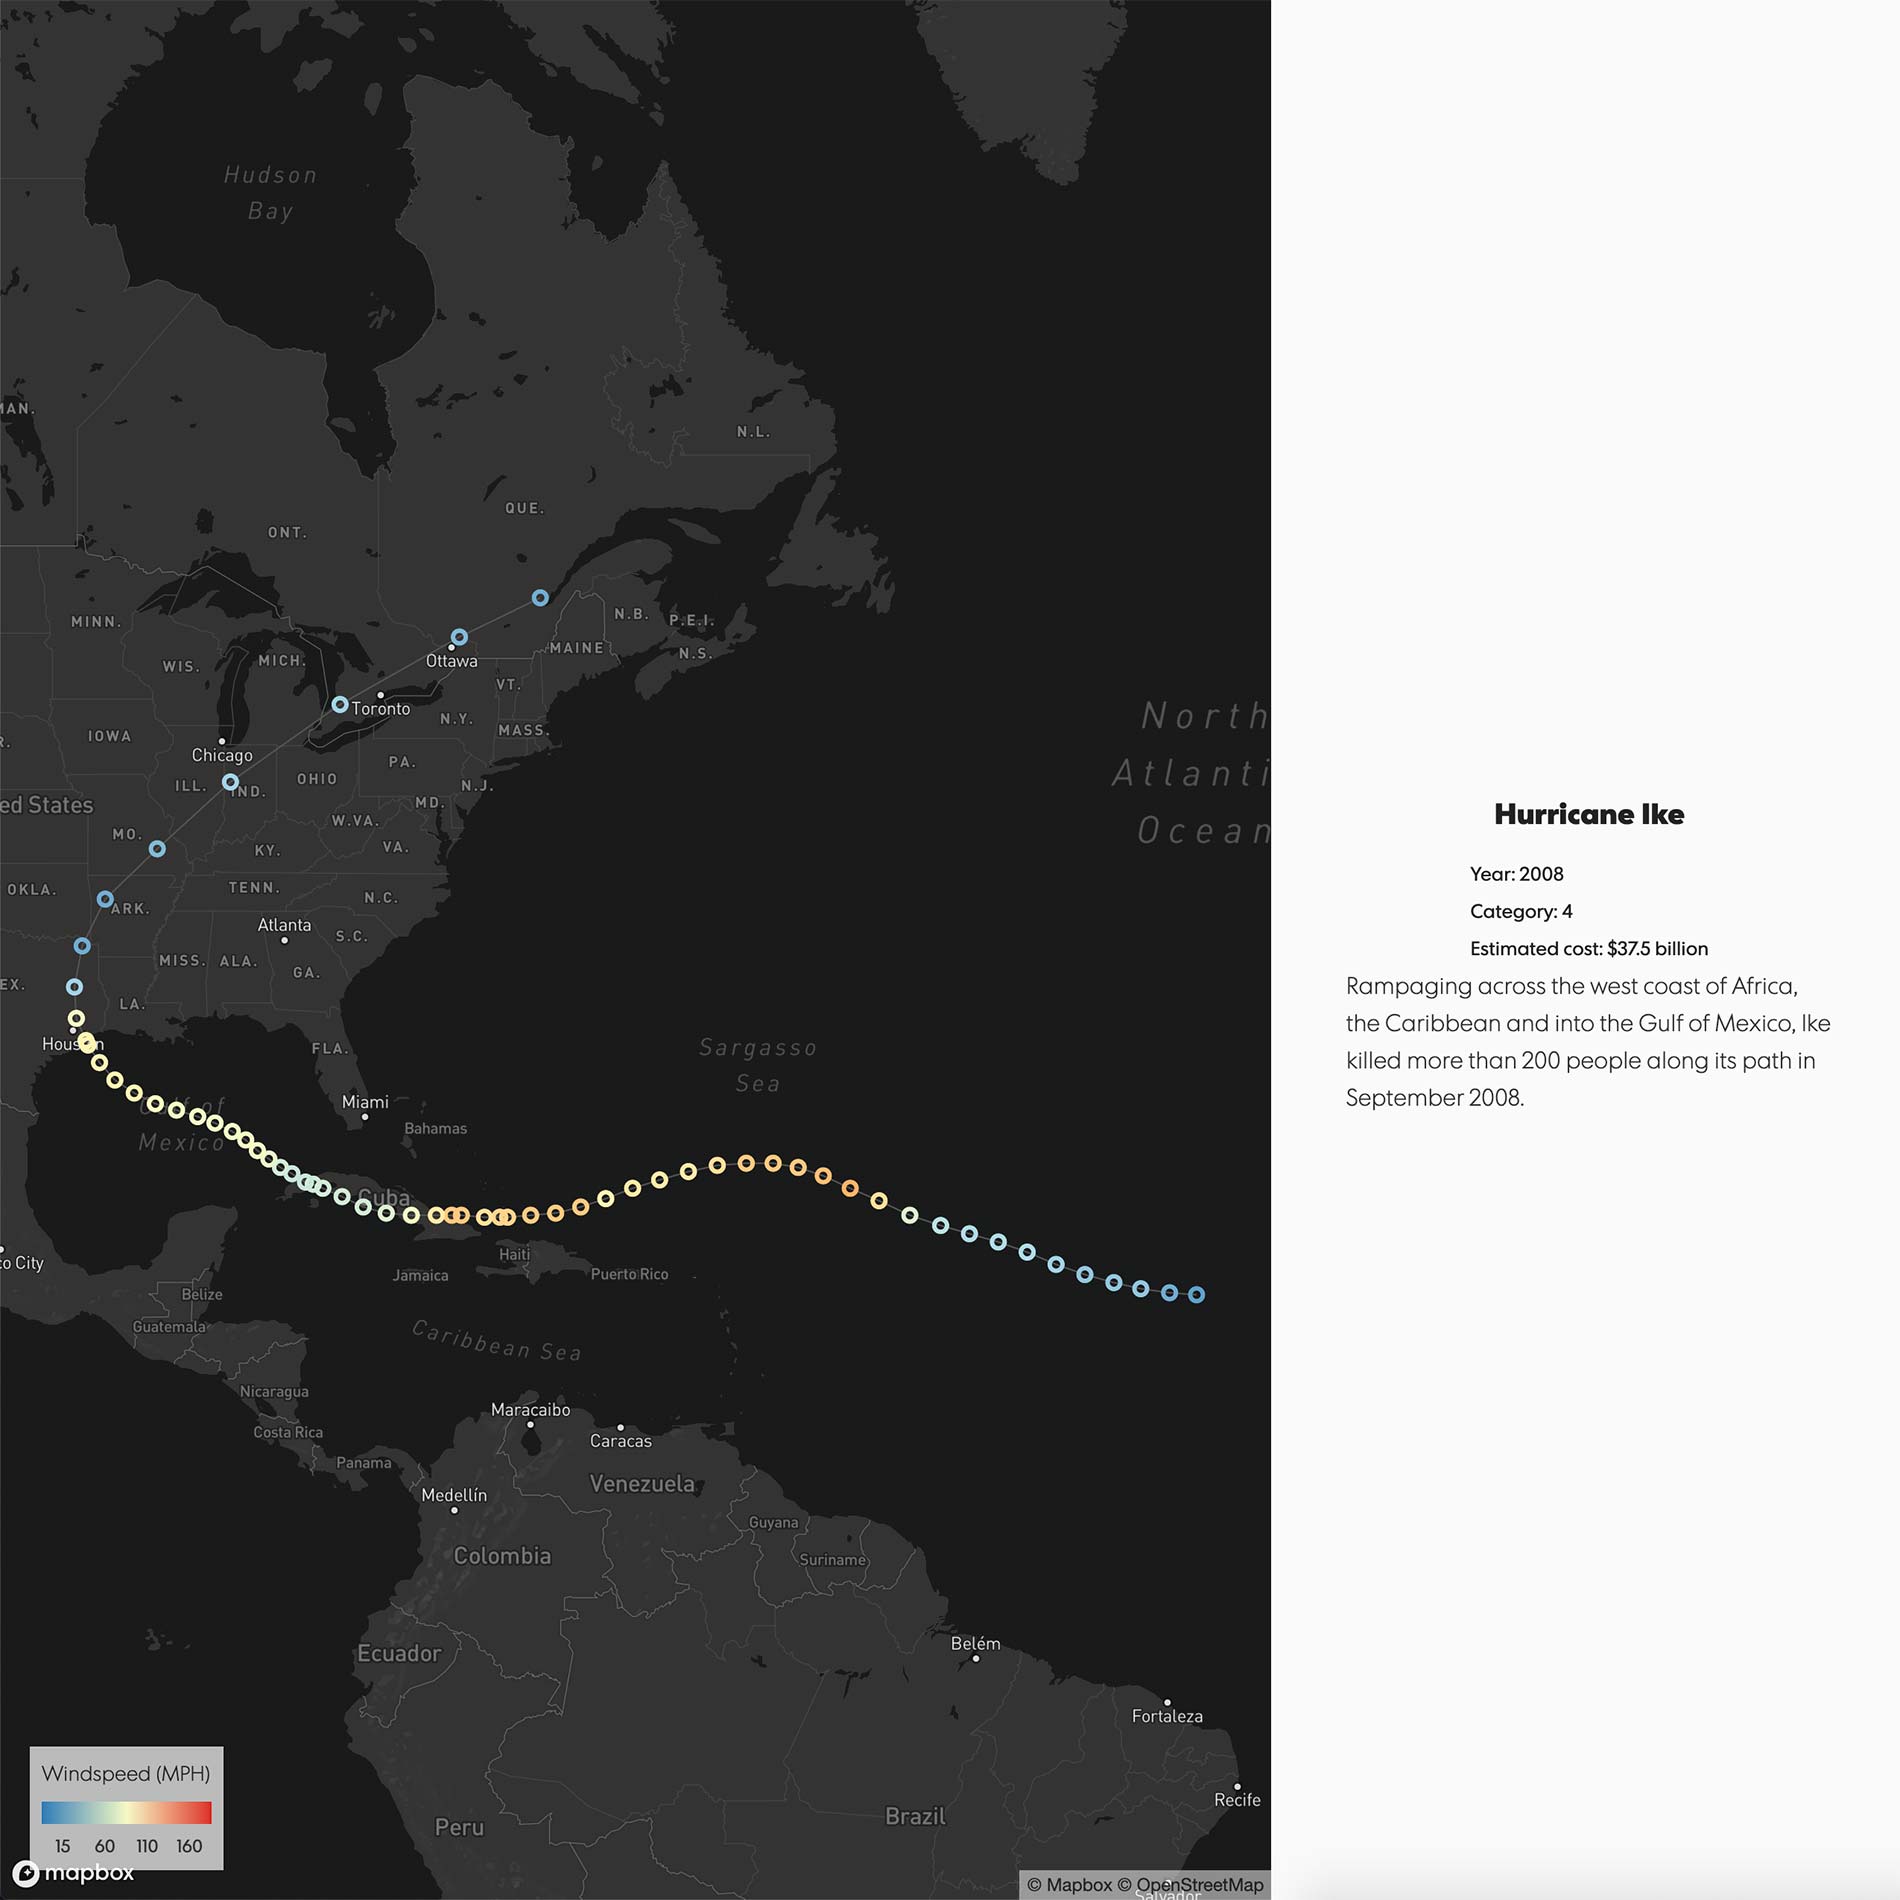 Hudson
Bay
MAN.
N.L.
QUE.
ONT.
MINN.
N.B.
P.E.I.
MAINE
N.S.
WIS.
MICH.
Ottawa
VT.
Toronto
N.Y.
MASS.
IOWA
Chicago
PA.
OHIO
ILL.
IND.
N.J.
MD.
ed States
W.VA.
MO.
KY.
VA.
OKLA.
TENN.
N.C.
ARK.
Atlanta
S.C.
MISS.
ALA.
GA.
EX.
LA.
Houston
FLA.
North
Atlanti
Ocean
Sargasso
Sea
Miami
Bahamas
Gulf of
Mexico
Cuba
Haiti
Jamaica
Puerto Rico
co City
Belize
Guatemala
Caribbean Sea
Nicaragua
Costa Rica
Panama
Maracaibo
Caracas
Venezuela
Medellín
Guyana
Suriname
Colombia
Ecuador
Belém
Fortaleza
Recife
Brazil
Peru
Salvador
Windspeed (MPH)
15 60 110 160
mapbox
© Mapbox © OpenStreetMap
Hurricane Ike
Year: 2008
Category: 4
Estimated cost: $37.5 billion
Rampaging across the west coast of Africa,
the Caribbean and into the Gulf of Mexico, Ike
killed more than 200 people along its path in
September 2008.